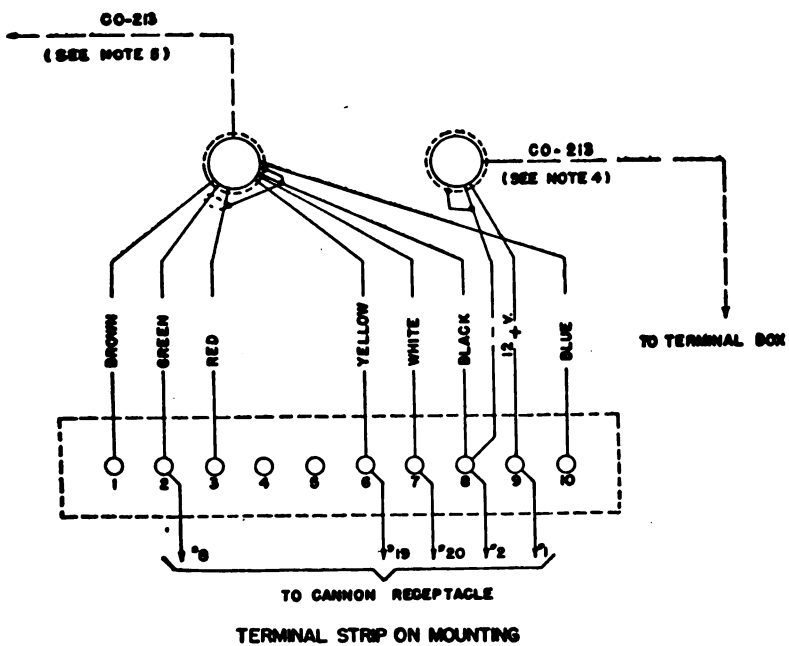 CO-213
(SEE NOTE 5)
CO-213
(SEE NOTE 4)
TO TERMINAL BOX
BROWN
GREEN
RED
YELLOW
WHITE
BLACK
-
12 + V.
BLUE
1 2 3 4 5 6 7 8 9 10
#8 #19 #20 #2 #1
TO CANNON RECEPTACLE
TERMINAL STRIP ON MOUNTING